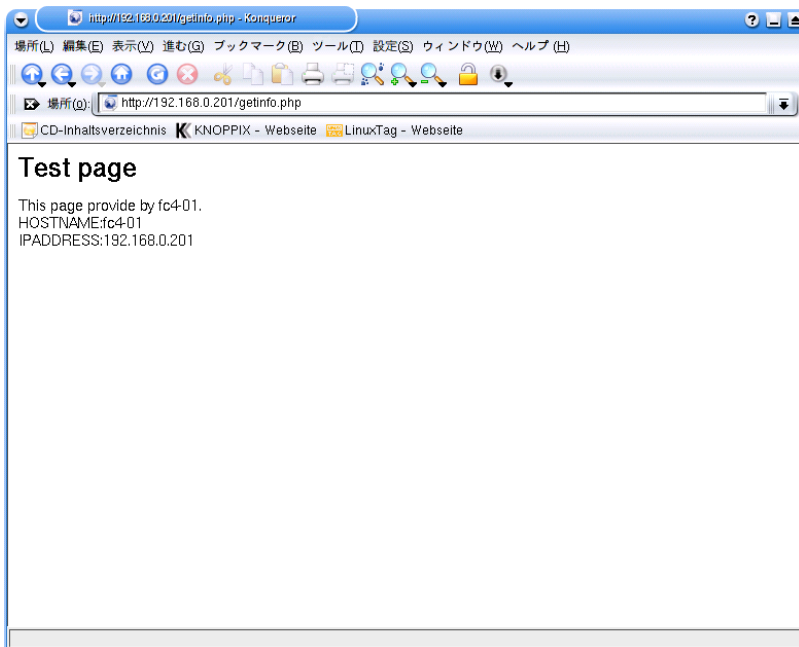 http://192.168.0.201/getinfo.php - Konqueror
場所(L) 編集(E) 表示(V) 進む(G) ブックマーク(B) ツール(T) 設定(S) ウィンドウ(W) ヘルプ (H)
場所(o): http://192.168.0.201/getinfo.php
CD-Inhaltsverzeichnis KNOPPIX - Webseite LinuxTag - Webseite
Test page
This page provide by fc4-01.
HOSTNAME:fc4-01
IPADDRESS:192.168.0.201